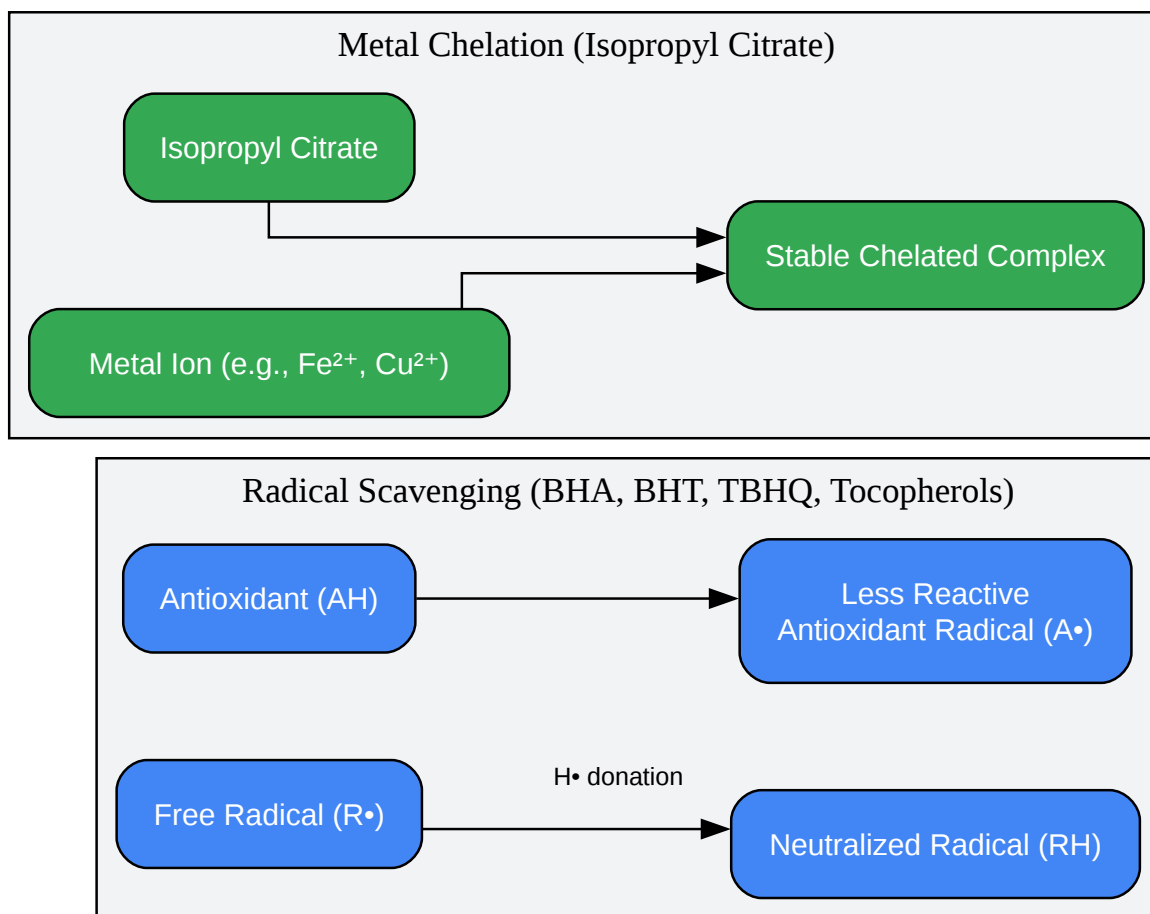 Metal Chelation (Isopropyl Citrate)
Isopropyl Citrate
Stable Chelated Complex
Metal Ion (e.g., Fe²⁺, Cu²⁺)
Radical Scavenging (BHA, BHT, TBHQ, Tocopherols)
Antioxidant (AH)
Less Reactive
Antioxidant Radical (A•)
Free Radical (R•)
H• donation
Neutralized Radical (RH)